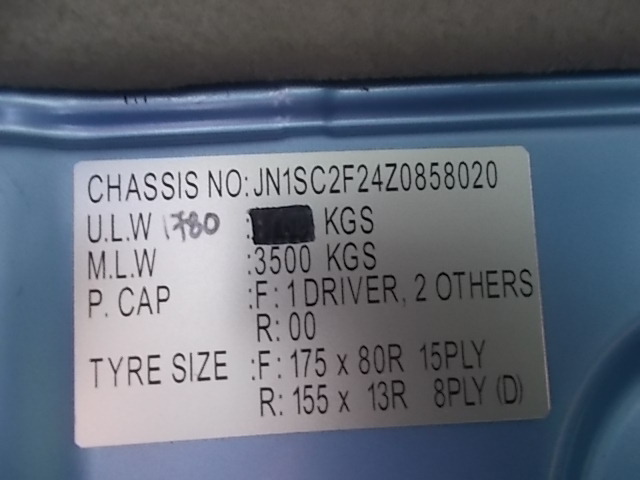 CHASSIS NO: JN1SC2F24Z0858020
U.L.W 1780 : KGS
M.L.W :3500 KGS
P. CAP :F: 1 DRIVER, 2 OTHERS
R: 00
TYRE SIZE :F: 175 x 80R 15PLY
R: 155 x 13R 8PLY (D)